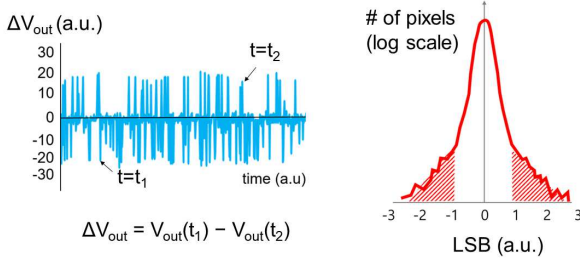 ΔVout (a.u.)
30
20
10
0
-10
-20
-30
t=t2
t=t1
time (a.u)
ΔVout = Vout(t1) − Vout(t2)
# of pixels
(log scale)
-3 -2 -1 0 1 2 3
LSB (a.u.)